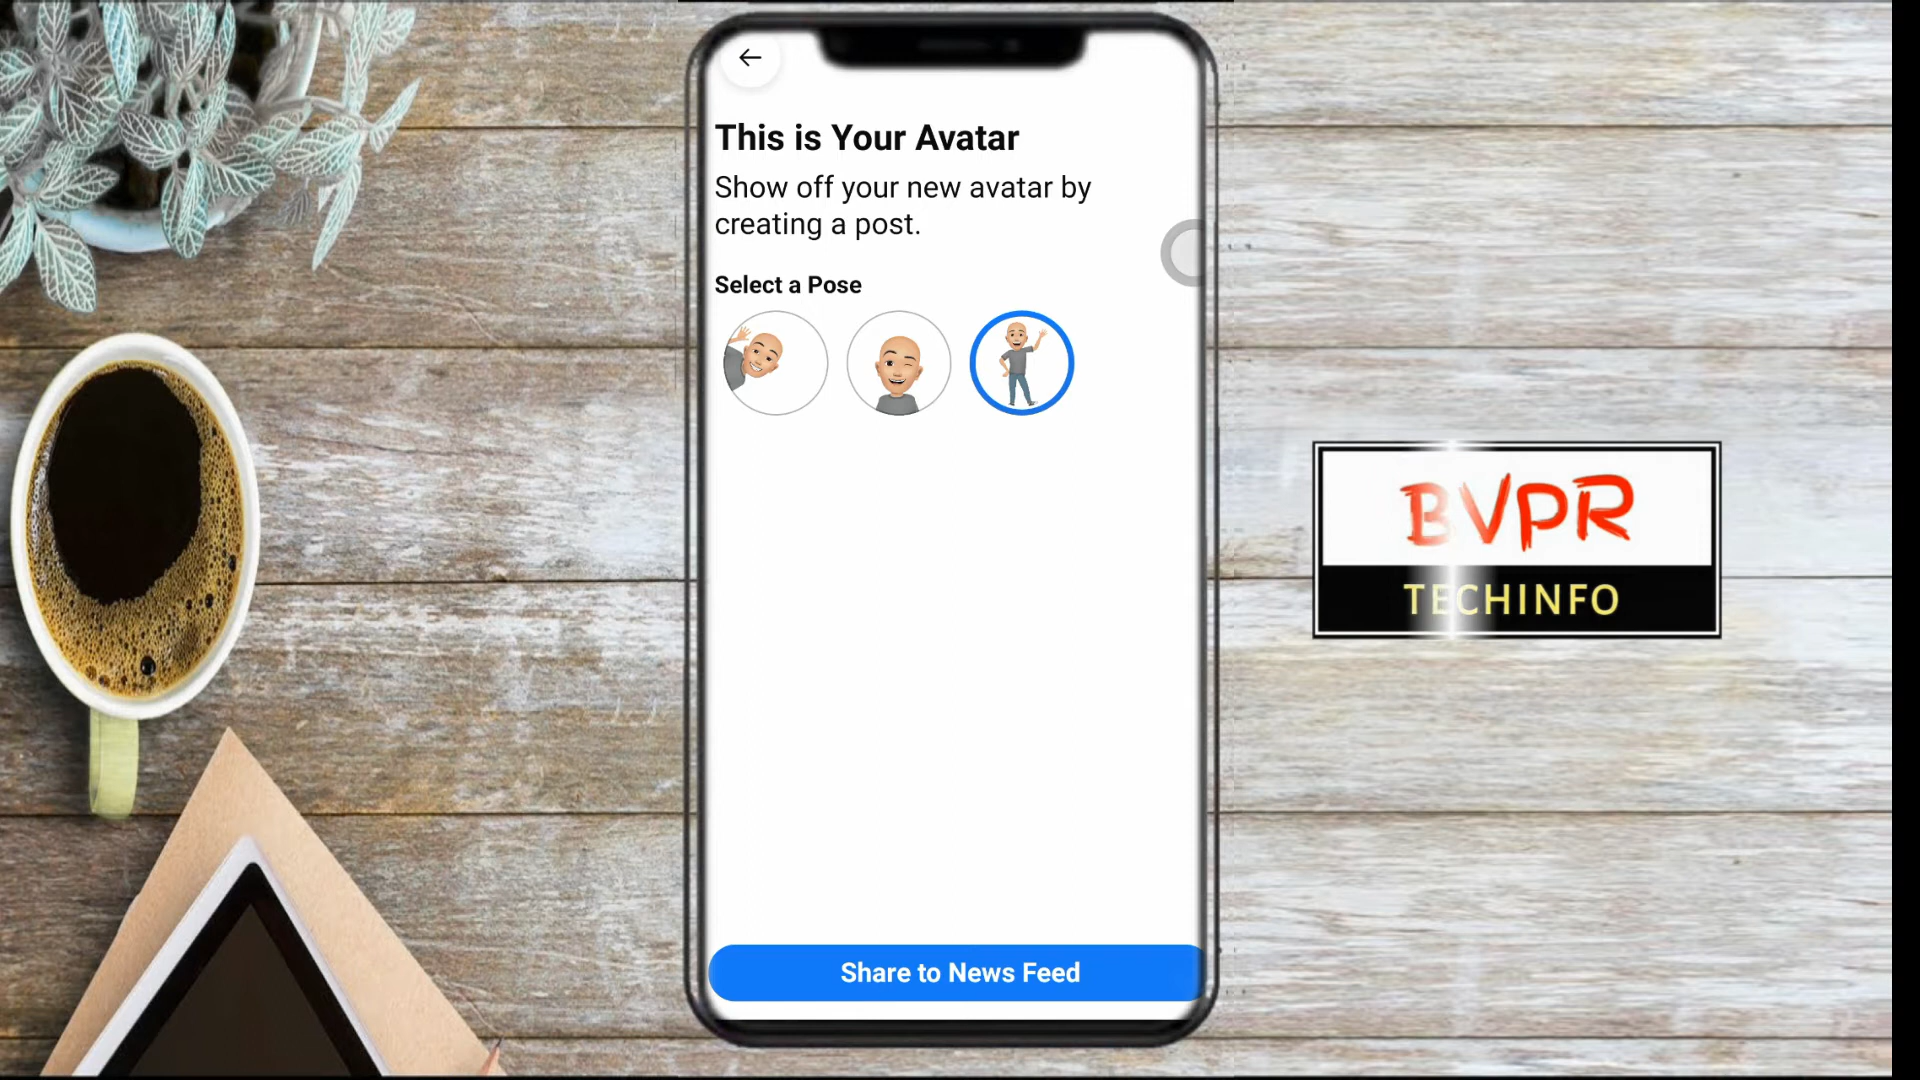 This is Your Avatar
Show off your new avatar by
creating a post.
Select a Pose
Share to News Feed
BVPR
TECHINFO